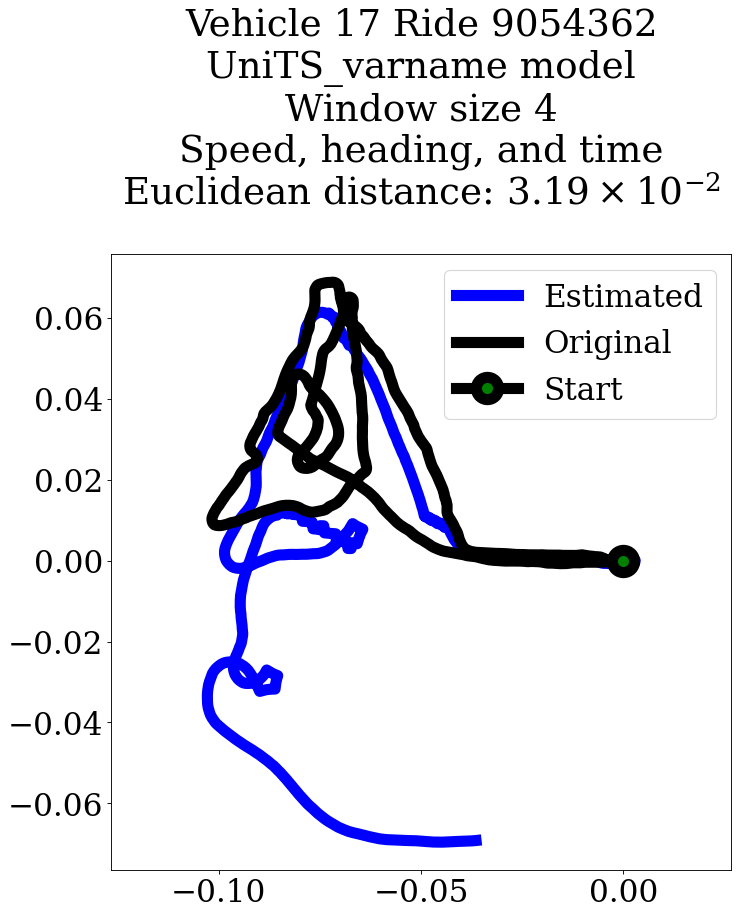 Vehicle 17 Ride 9054362
UniTS_varname model
Window size 4
Speed, heading, and time
Euclidean distance: 3.19 × 10⁻²
Estimated
Original
Start
0.06
0.04
0.02
0.00
−0.02
−0.04
−0.06
−0.10
−0.05
0.00